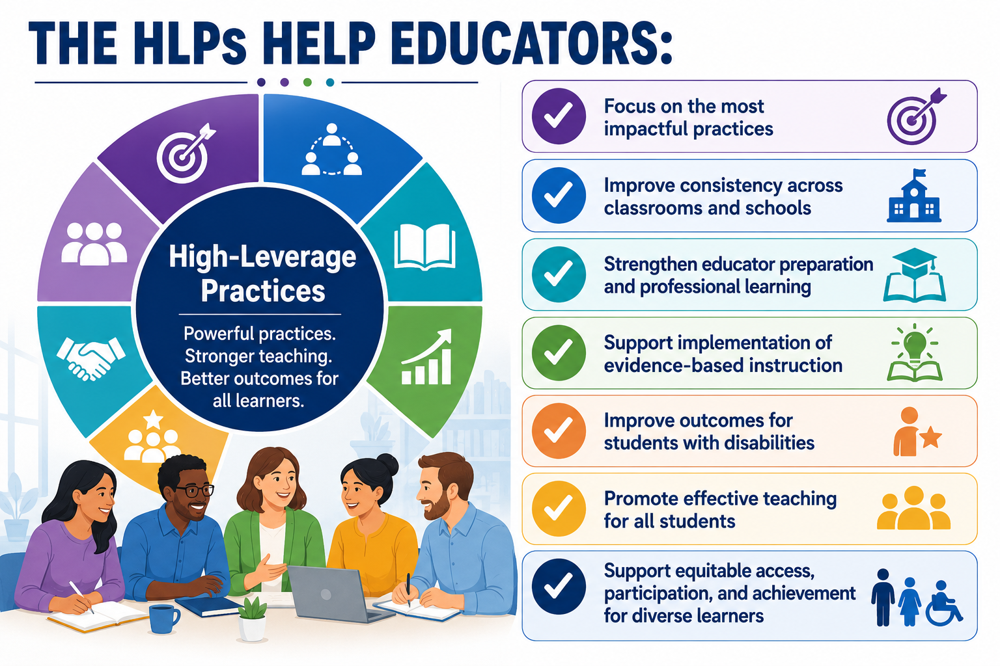 THE HLPs HELP EDUCATORS:
High-Leverage
Practices
Powerful practices.
Stronger teaching.
Better outcomes for
all learners.
Focus on the most
impactful practices
Improve consistency across
classrooms and schools
Strengthen educator preparation
and professional learning
Support implementation of
evidence-based instruction
Improve outcomes for
students with disabilities
Promote effective teaching
for all students
Support equitable access,
participation, and achievement
for diverse learners